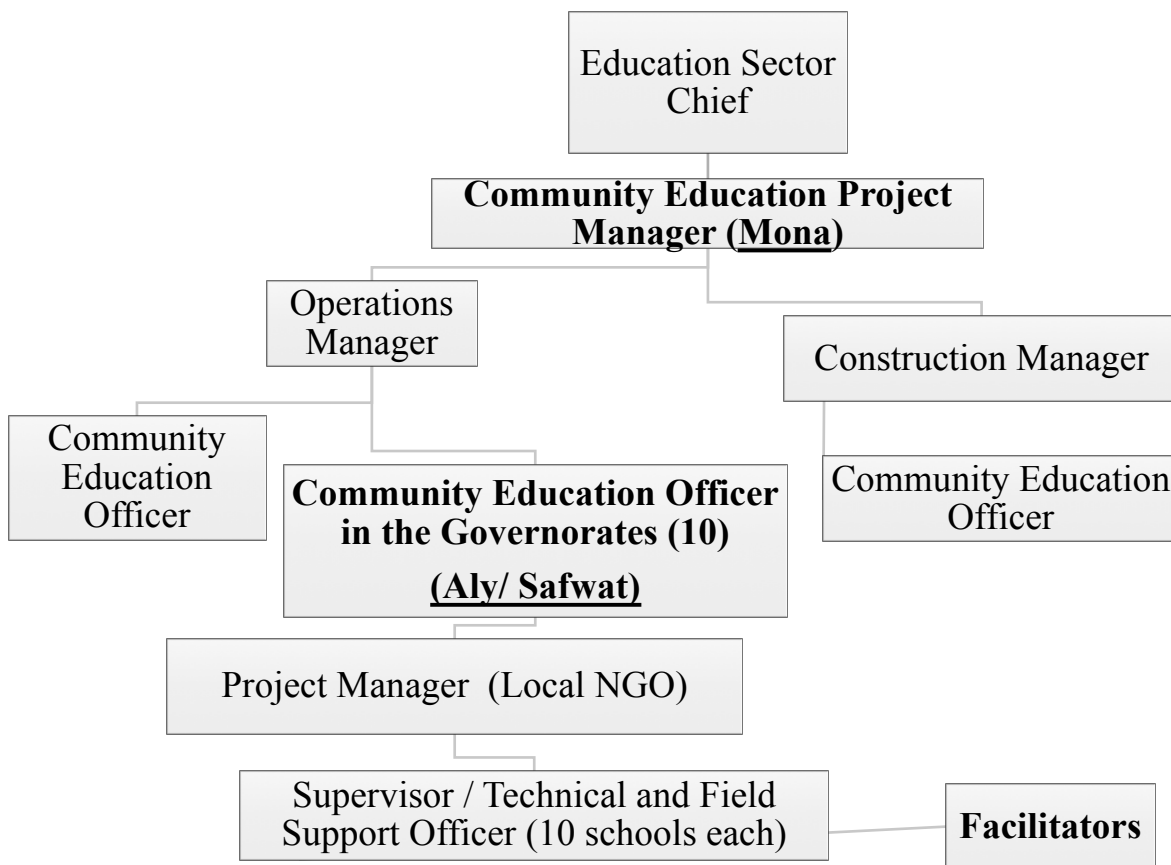 Education Sector
Chief
Community Education Project
Manager (Mona)
Operations
Manager
Construction Manager
Community
Education
Officer
Community Education Officer
in the Governorates (10)
(Aly/ Safwat)
Community Education
Officer
Project Manager (Local NGO)
Supervisor / Technical and Field
Support Officer (10 schools each)
Facilitators